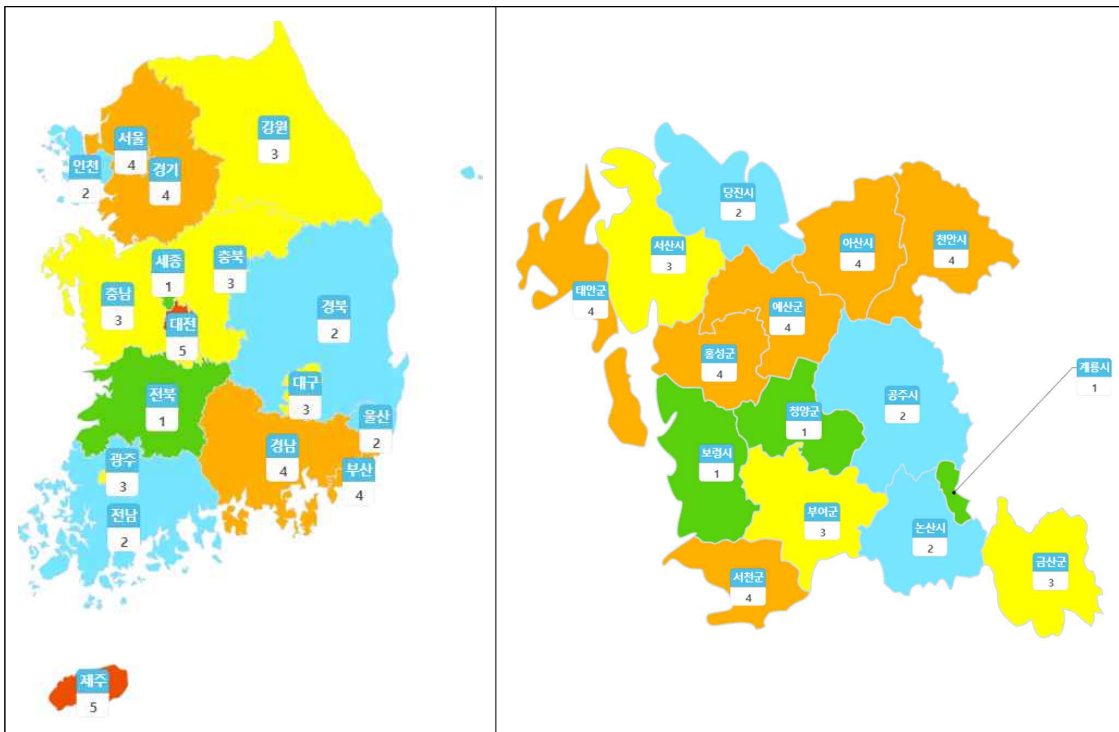 서울
4
강원
3
인천
2
경기
4
세종
1
충북
3
충남
3
대전
5
경북
2
전북
1
대구
3
울산
2
광주
3
경남
4
부산
4
전남
2
제주
5
당진시
2
서산시
3
아산시
4
천안시
4
태안군
4
예산군
4
홍성군
4
계룡시
1
청양군
1
공주시
2
보령시
1
부여군
3
논산시
2
금산군
3
서천군
4